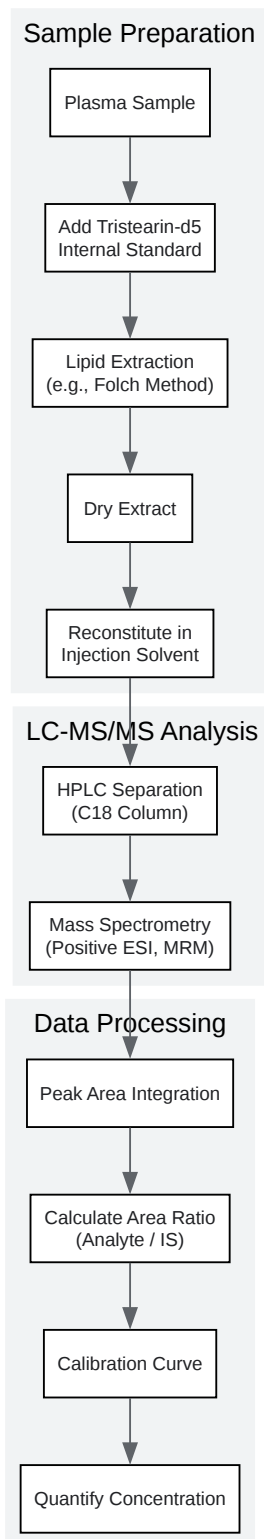 Sample Preparation
Plasma Sample
Add Tristearin-d5
Internal Standard
Lipid Extraction
(e.g., Folch Method)
Dry Extract
Reconstitute in
Injection Solvent
LC-MS/MS Analysis
HPLC Separation
(C18 Column)
Mass Spectrometry
(Positive ESI, MRM)
Data Processing
Peak Area Integration
Calculate Area Ratio
(Analyte / IS)
Calibration Curve
Quantify Concentration